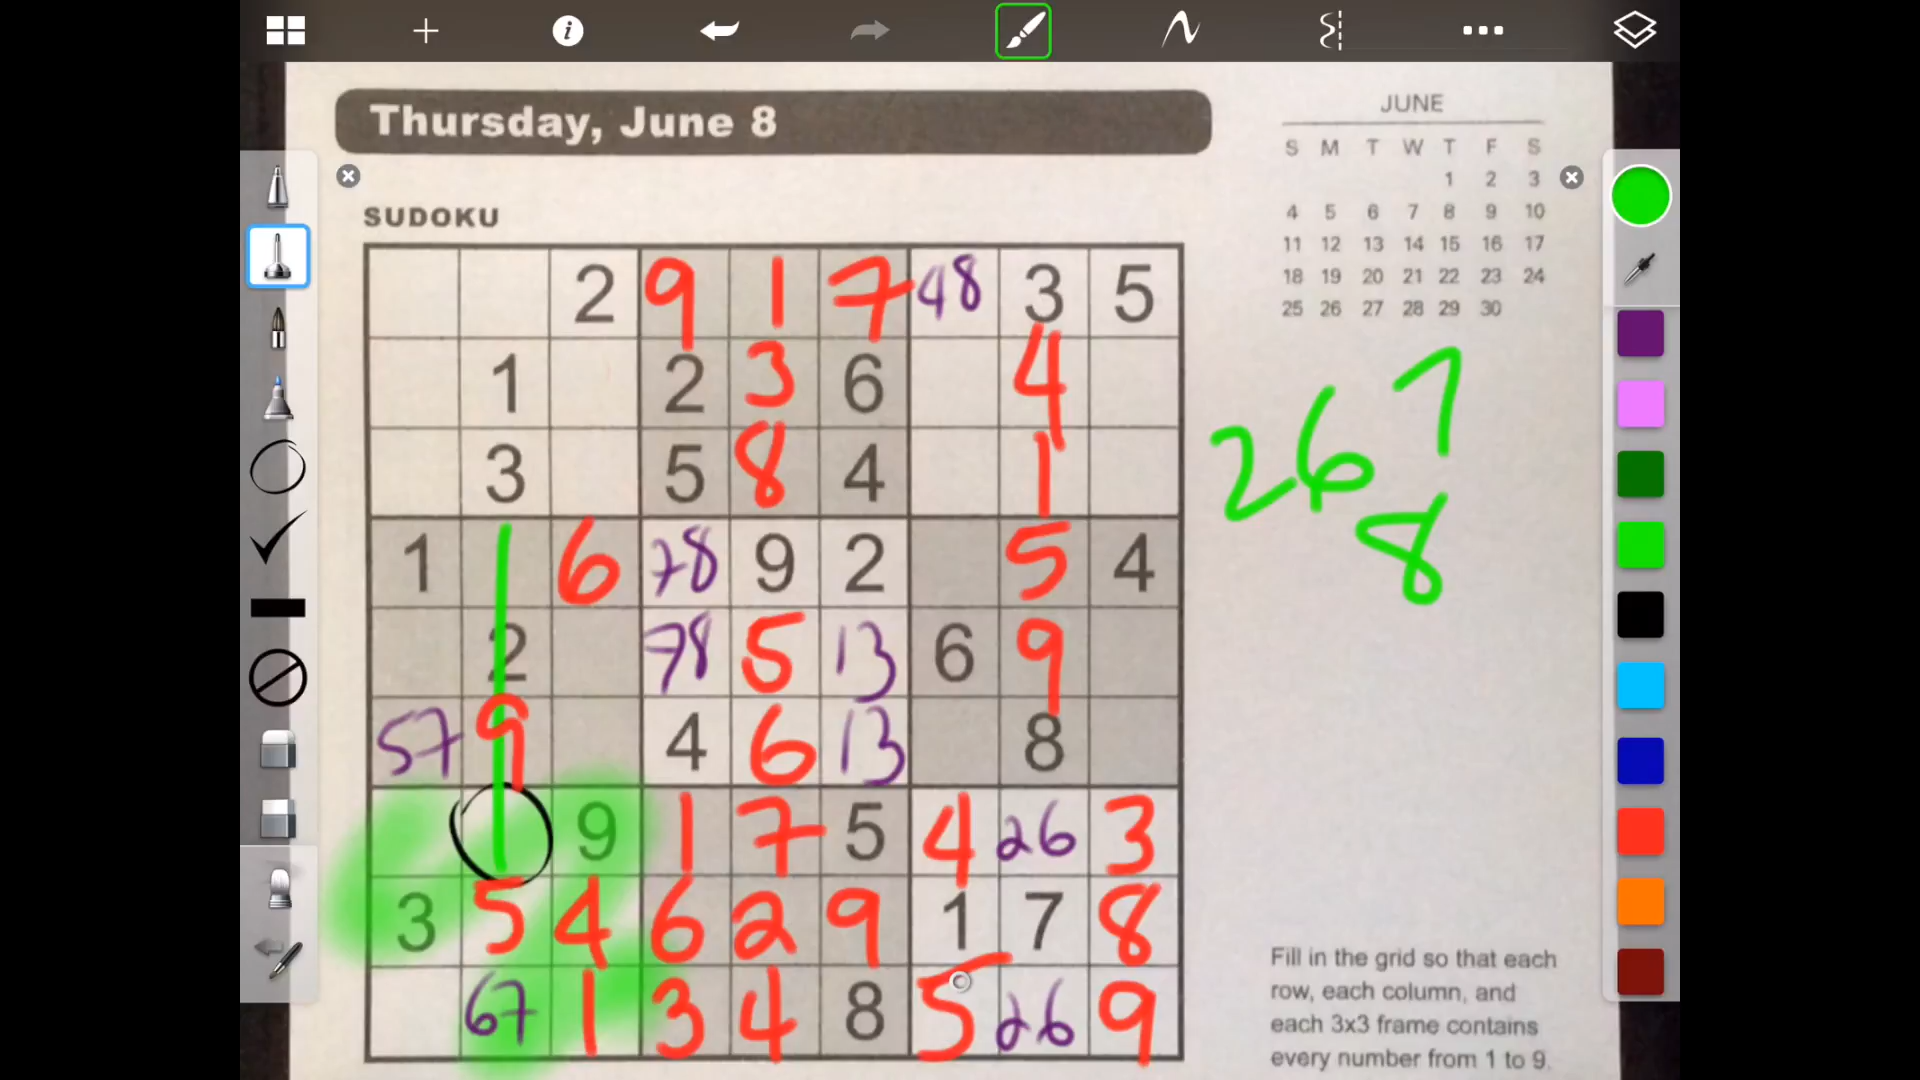 Thursday, June 8
JUNE
S M T W T F S
1 2 3
4 5 6 7 8 9 10
11 12 13 14 15 16 17
18 19 20 21 22 23 24
25 26 27 28 29 30
SUDOKU
2 9 1 7 48 3 5
1 2 3 6 4
3 5 8 4 1
1 6 78 9 2 5 4
2 78 5 13 6 9
57 9 4 6 13 8
9 1 7 5 4 26 3
3 5 4 6 2 9 1 7 8
67 1 3 4 8 5 26 9
2 6 7
8
Fill in the grid so that each
row, each column, and
each 3x3 frame contains
every number from 1 to 9.